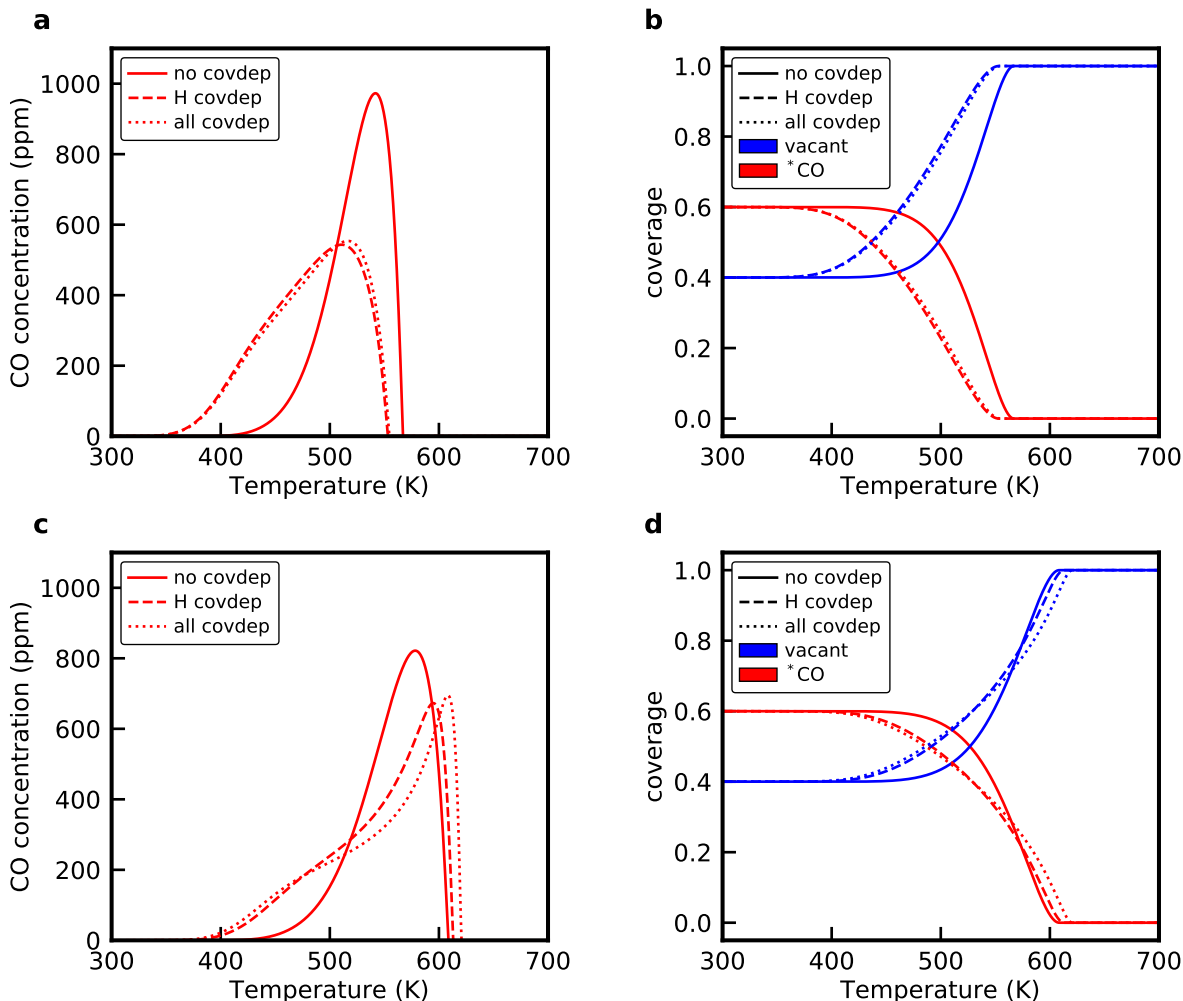 a
1000
800
600
400
200
0
300 400 500 600 700
CO concentration (ppm)
Temperature (K)
no covdep
H covdep
all covdep
b
1.0
0.8
0.6
0.4
0.2
0.0
300 400 500 600 700
coverage
Temperature (K)
no covdep
H covdep
all covdep
vacant
*CO
c
1000
800
600
400
200
0
300 400 500 600 700
CO concentration (ppm)
Temperature (K)
no covdep
H covdep
all covdep
d
1.0
0.8
0.6
0.4
0.2
0.0
300 400 500 600 700
coverage
Temperature (K)
no covdep
H covdep
all covdep
vacant
*CO